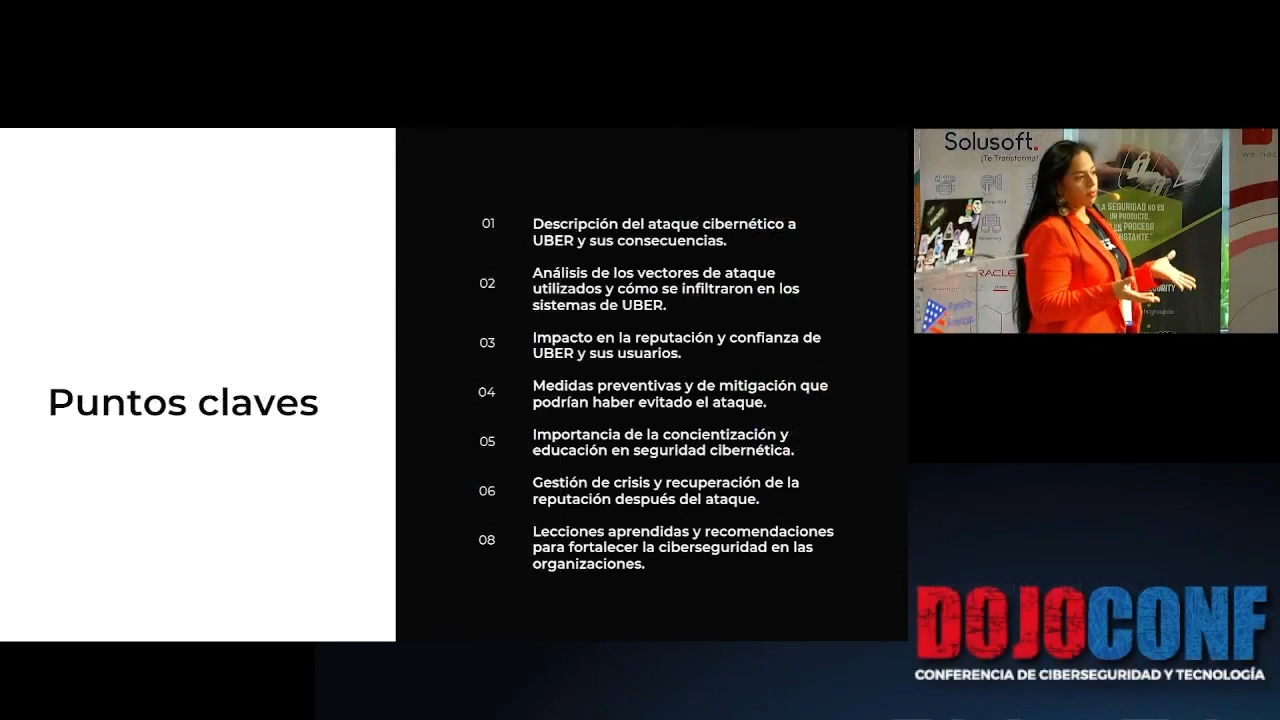 Puntos claves
01
Descripción del ataque cibernético a
UBER y sus consecuencias.
02
Análisis de los vectores de ataque
utilizados y cómo se infiltraron en los
sistemas de UBER.
03
Impacto en la reputación y confianza de
UBER y sus usuarios.
04
Medidas preventivas y de mitigación que
podrían haber evitado el ataque.
05
Importancia de la concientización y
educación en seguridad cibernética.
06
Gestión de crisis y recuperación de la
reputación después del ataque.
08
Lecciones aprendidas y recomendaciones
para fortalecer la ciberseguridad en las
organizaciones.
Solusoft.
¡Te Transforma!
LA SEGURIDAD NO ES
UN PRODUCTO,
UN PROCESO
ORACLE
DOJOCONF
CONFERENCIA DE CIBERSEGURIDAD Y TECNOLOGÍA